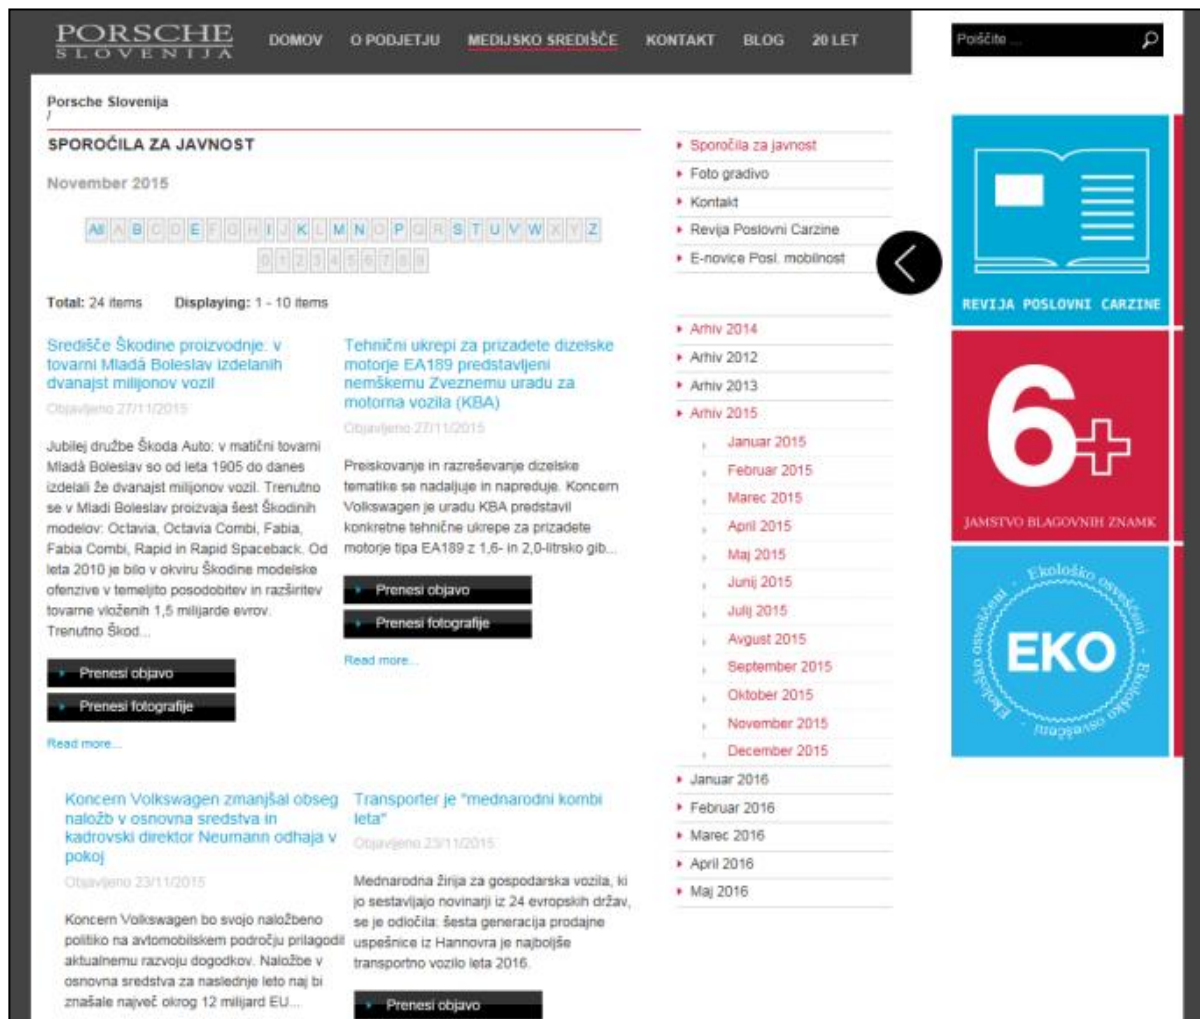 PORSCHE
SLOVENIJA
DOMOV
O PODJETJU
MEDIJSKO SREDIŠČE
KONTAKT
BLOG
20 LET
Poiščite ...
Porsche Slovenija
/
SPOROČILA ZA JAVNOST
November 2015
All A B C D E F G H I J K L M N O P Q R S T U V W X Y Z
0 1 2 3 4 5 6 7 8 9
Total: 24 items Displaying: 1 - 10 items
Središče Škodine proizvodnje: v
tovarni Mladá Boleslav izdelanih
dvanajst milijonov vozil
Objavljeno 27/11/2015
Jubilej družbe Škoda Auto: v matični tovarni
Mladá Boleslav so od leta 1905 do danes
izdelali že dvanajst milijonov vozil. Trenutno
se v Mladi Boleslav proizvaja šest Škodinih
modelov: Octavia, Octavia Combi, Fabia,
Fabia Combi, Rapid in Rapid Spaceback. Od
leta 2010 je bilo v okviru Škodine modelske
ofenzive v temeljito posodobitev in razširitev
tovarne vloženih 1,5 milijarde evrov.
Trenutno Škod...
Prenesi objavo
Prenesi fotografije
Read more...
Tehnični ukrepi za prizadete dizelske
motorje EA189 predstavljeni
nemškemu Zveznemu uradu za
motorna vozila (KBA)
Objavljeno 27/11/2015
Preiskovanje in razreševanje dizelske
tematike se nadaljuje in napreduje. Koncern
Volkswagen je uradu KBA predstavil
konkretne tehnične ukrepe za prizadete
motorje tipa EA189 z 1,6- in 2,0-litrsko gib...
Prenesi objavo
Prenesi fotografije
Read more...
Koncern Volkswagen zmanjšal obseg
naložb v osnovna sredstva in
kadrovski direktor Neumann odhaja v
pokoj
Objavljeno 23/11/2015
Koncern Volkswagen bo svojo naložbeno
politiko na avtomobilskem področju prilagodil
aktualnemu razvoju dogodkov. Naložbe v
osnovna sredstva za naslednje leto naj bi
znašale največ okrog 12 milijard EU...
Transporter je "mednarodni kombi
leta"
Objavljeno 23/11/2015
Mednarodna žirija za gospodarska vozila, ki
jo sestavljajo novinarji iz 24 evropskih držav,
se je odločila: šesta generacija prodajne
uspešnice iz Hannovra je najboljše
transportno vozilo leta 2016.
Prenesi objavo
Sporočila za javnost
Foto gradivo
Kontakt
Revija Poslovni Carzine
E-novice Posl. mobilnost
Arhiv 2014
Arhiv 2012
Arhiv 2013
Arhiv 2015
Januar 2015
Februar 2015
Marec 2015
April 2015
Maj 2015
Junij 2015
Julij 2015
Avgust 2015
September 2015
Oktober 2015
November 2015
December 2015
Januar 2016
Februar 2016
Marec 2016
April 2016
Maj 2016
REVIJA POSLOVNI CARZINE
6+
JAMSTVO BLAGOVNIH ZNAMK
Ekološko osveščeni - Ekološko osveščeni - Ekološko osveščeni -
EKO